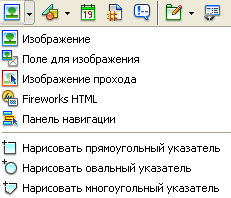 19
Изображение
Поле для изображения
Изображение прохода
Fireworks HTML
Панель навигации
Нарисовать прямоугольный указатель
Нарисовать овальный указатель
Нарисовать многоугольный указатель